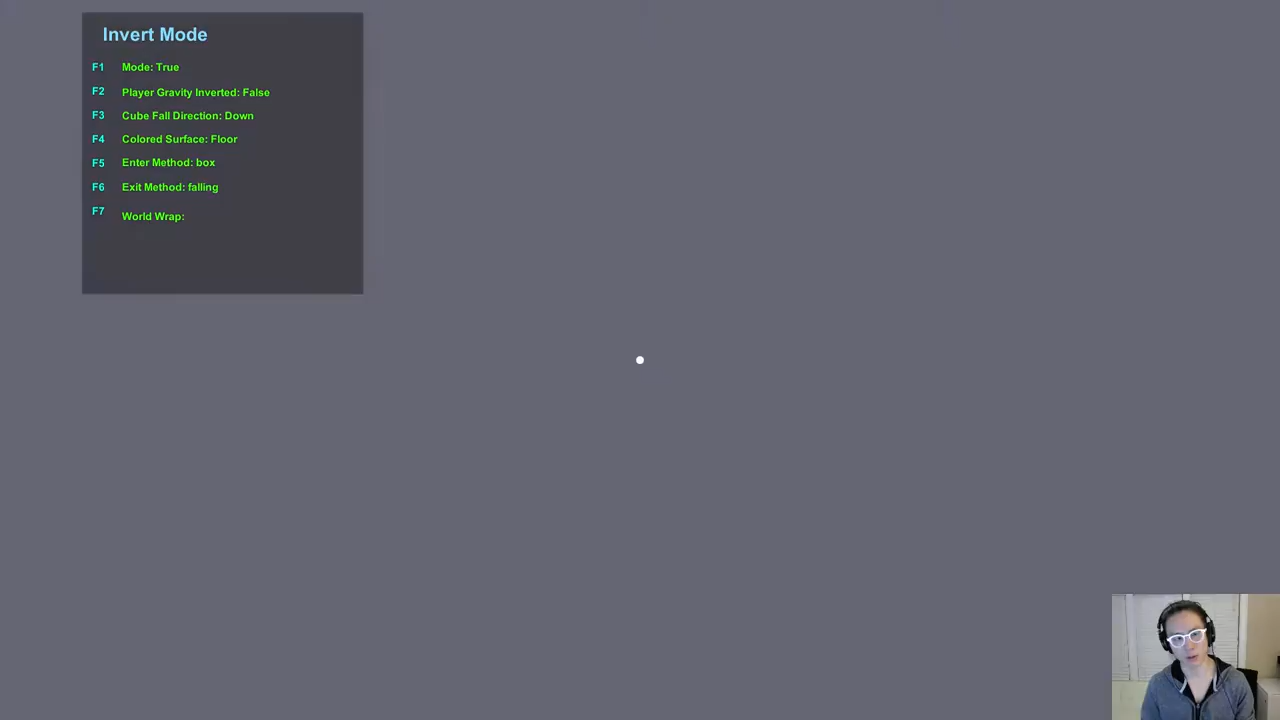 Invert Mode
F1 Mode: True
F2 Player Gravity Inverted: False
F3 Cube Fall Direction: Down
F4 Colored Surface: Floor
F5 Enter Method: box
F6 Exit Method: falling
F7 World Wrap: